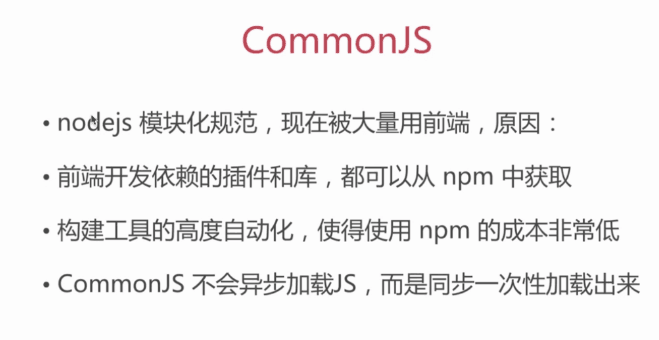 CommonJS
• nodejs 模块化规范，现在被大量用前端，原因：
• 前端开发依赖的插件和库，都可以从 npm 中获取
• 构建工具的高度自动化，使得使用 npm 的成本非常低
• CommonJS 不会异步加载JS，而是同步一次性加载出来